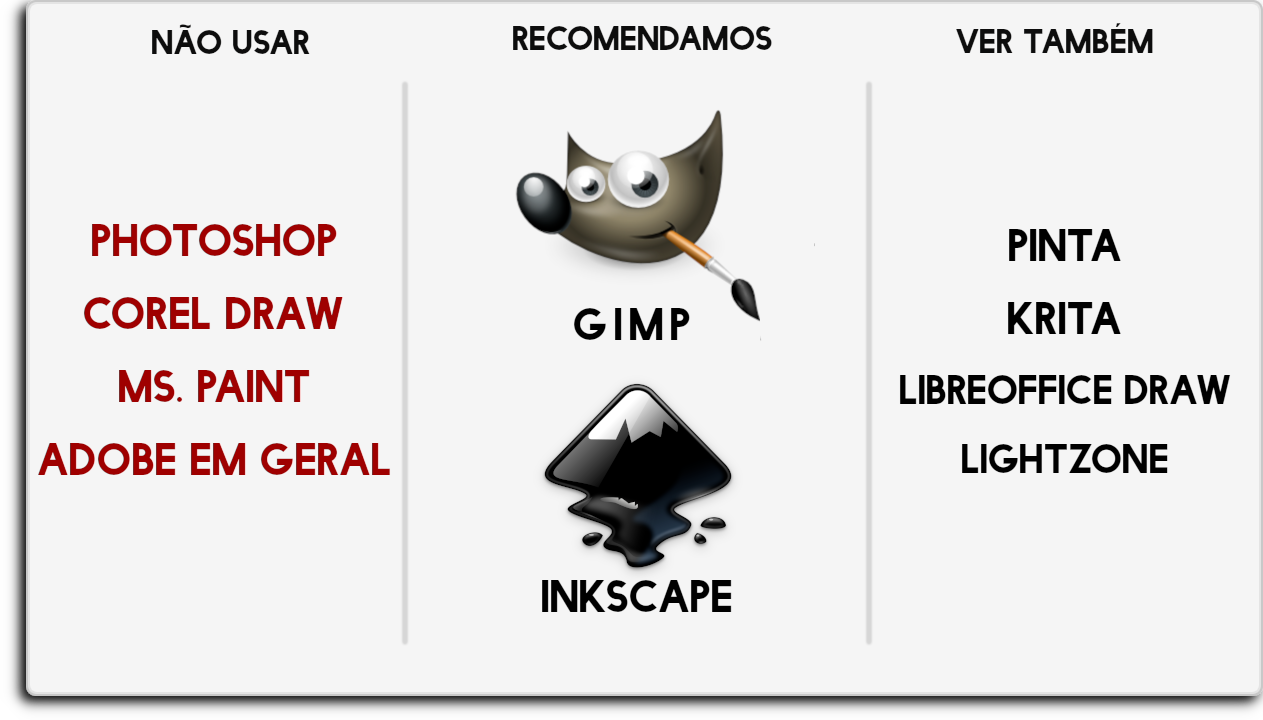 NÃO USAR
PHOTOSHOP
COREL DRAW
MS. PAINT
ADOBE EM GERAL
RECOMENDAMOS
GIMP
INKSCAPE
VER TAMBÉM
PINTA
KRITA
LIBREOFFICE DRAW
LIGHTZONE